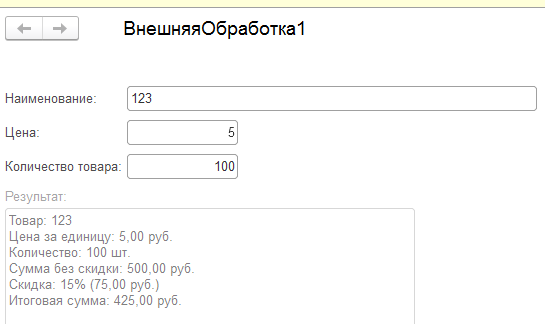 ВнешняяОбработка1
Наименование: 123
Цена: 5
Количество товара: 100
Результат:
Товар: 123
Цена за единицу: 5,00 руб.
Количество: 100 шт.
Сумма без скидки: 500,00 руб.
Скидка: 15% (75,00 руб.)
Итоговая сумма: 425,00 руб.